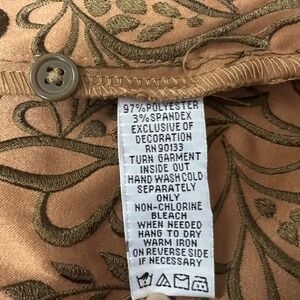 97% POLYESTER
3% SPANDEX
EXCLUSIVE OF
DECORATION
RN 90133
TURN GARMENT
INSIDE OUT
HAND WASH COLD
SEPARATELY
ONLY
NON-CHLORINE
BLEACH
WHEN NEEDED
HANG TO DRY
WARM IRON
ON REVERSE SIDE
IF NECESSARY